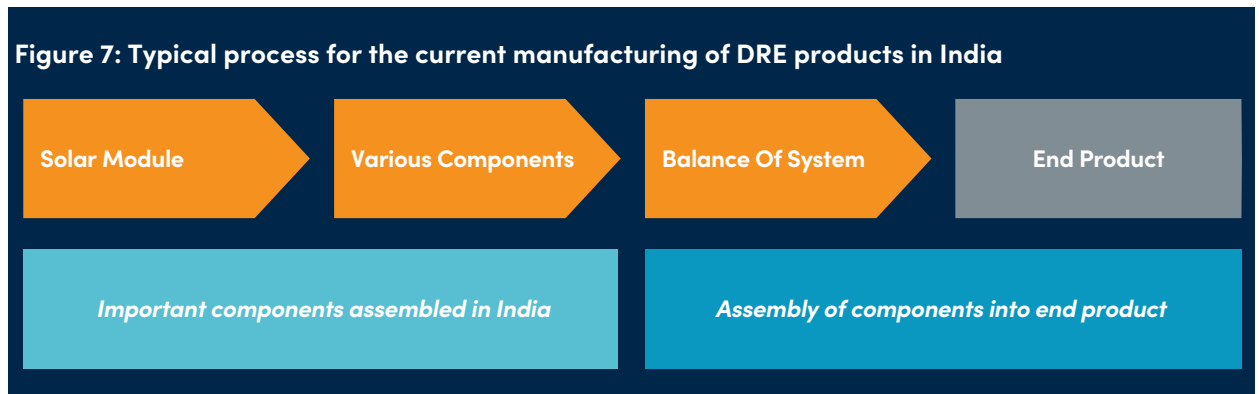 Figure 7: Typical process for the current manufacturing of DRE products in India
Solar Module
Various Components
Balance Of System
End Product
Important components assembled in India
Assembly of components into end product